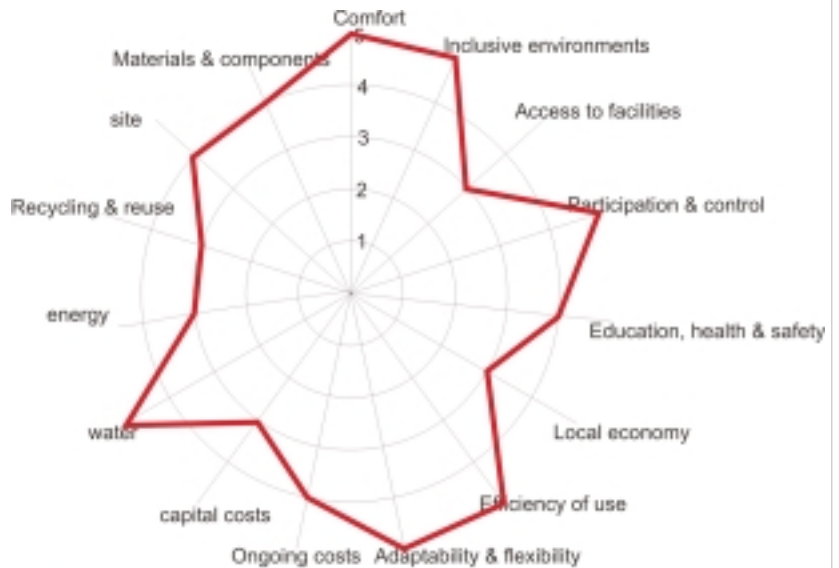 Comfort
5
Inclusive environments
Materials & components
4
Access to facilities
site
3
2
Participation & control
Recycling & reuse
1
energy
Education, health & safety
water
Local economy
Efficiency of use
capital costs
Ongoing costs
Adaptability & flexibility